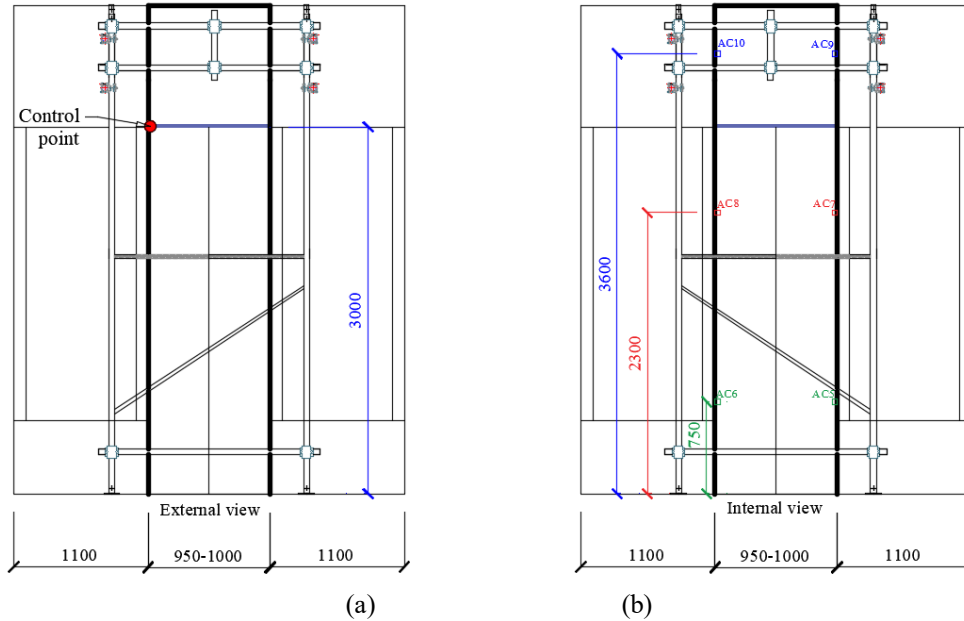 Control
point
3000
External view
1100
950-1000
1100
(a)
AC10
AC9
AC8
AC7
3600
2300
AC6
AC5
750
Internal view
1100
950-1000
1100
(b)